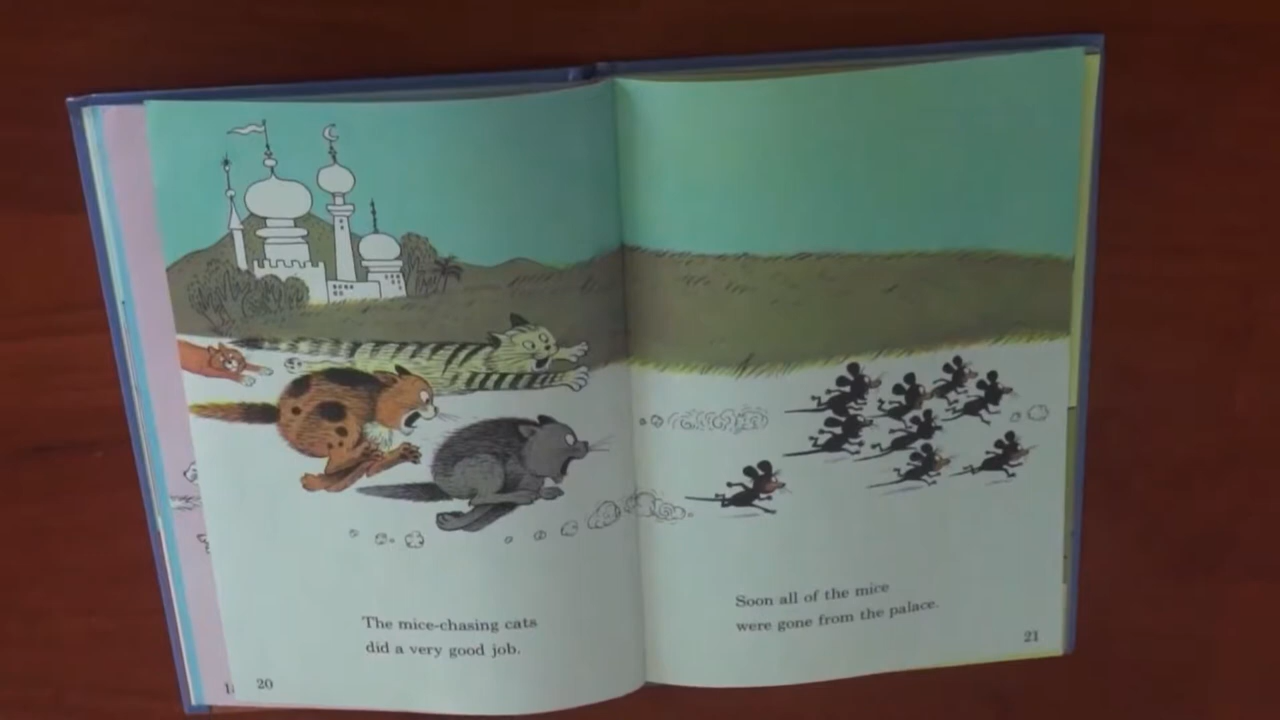 The mice-chasing cats
did a very good job.
20
Soon all of the mice
were gone from the palace.
21